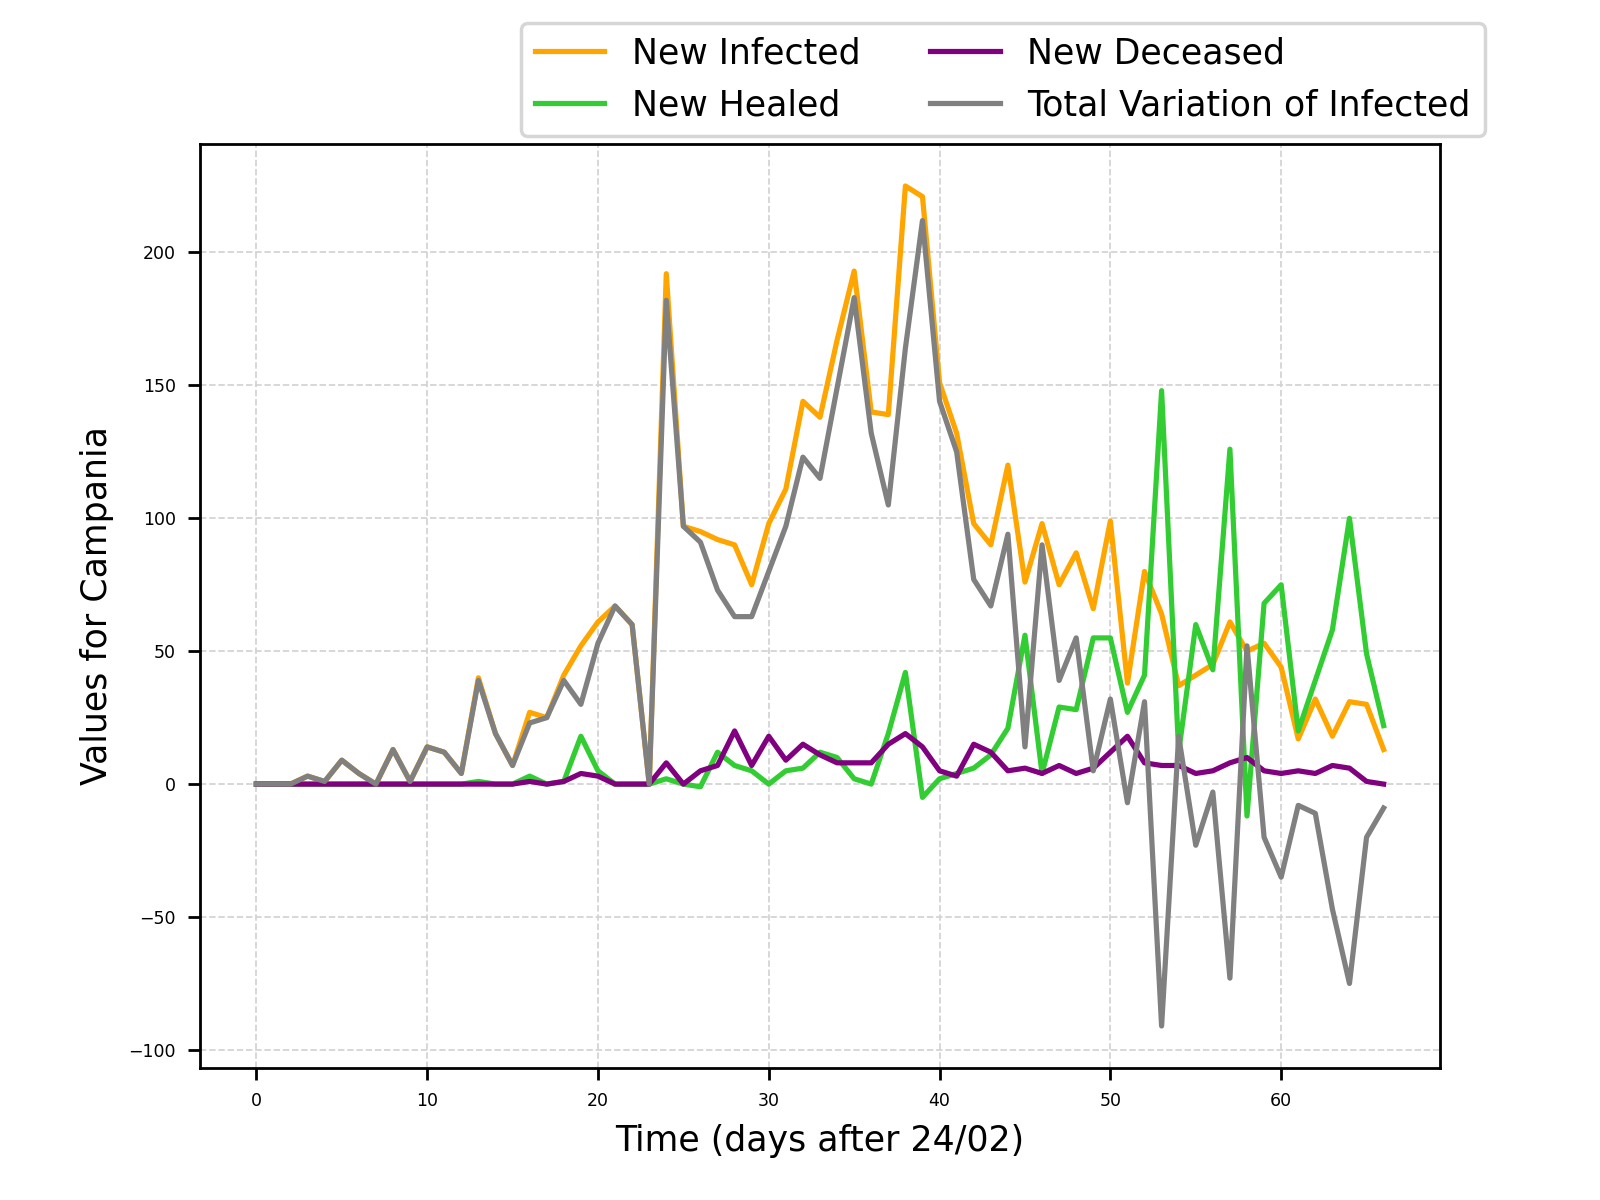 New Infected
New Healed
New Deceased
Total Variation of Infected
Values for Campania
200
150
100
50
0
−50
−100
0 10 20 30 40 50 60
Time (days after 24/02)